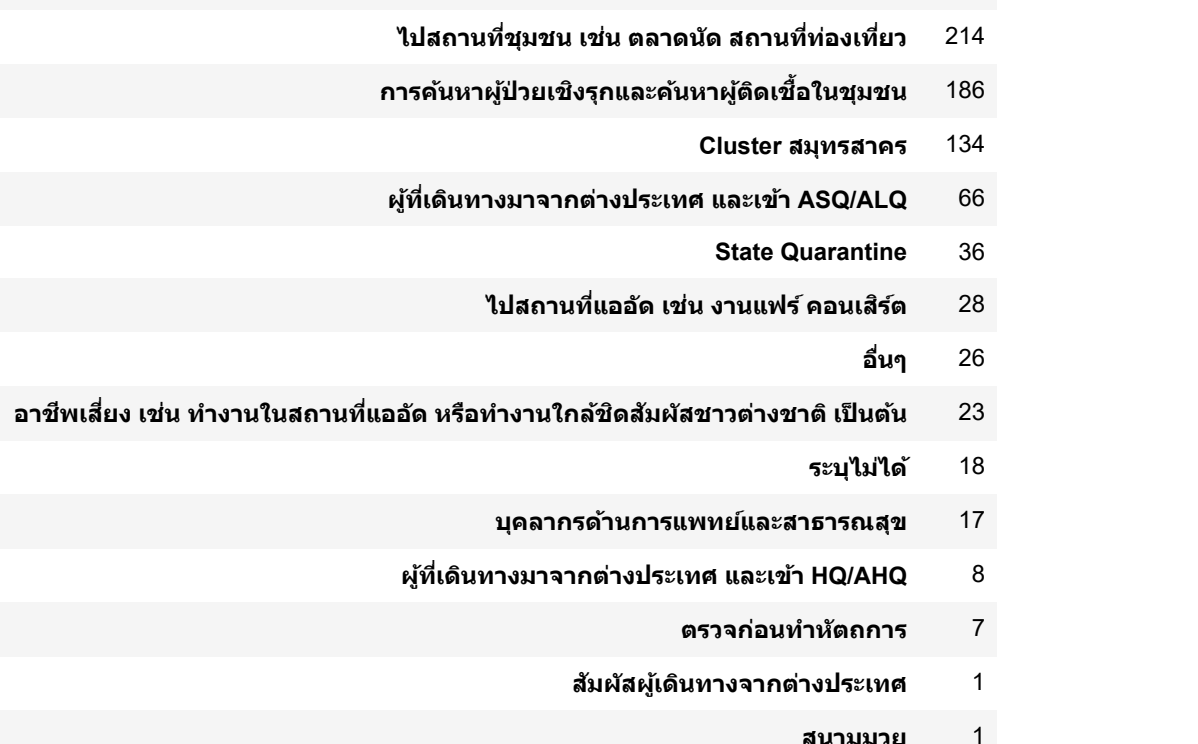 ไปสถานที่ชุมชน เช่น ตลาดนัด สถานที่ท่องเที่ยว 214
การค้นหาผู้ป่วยเชิงรุกและค้นหาผู้ติดเชื้อในชุมชน 186
Cluster สมุทรสาคร 134
ผู้ที่เดินทางมาจากต่างประเทศ และเข้า ASQ/ALQ 66
State Quarantine 36
ไปสถานที่แออัด เช่น งานแฟร์ คอนเสิร์ต 28
อื่นๆ 26
อาชีพเสี่ยง เช่น ทำงานในสถานที่แออัด หรือทำงานใกล้ชิดสัมผัสชาวต่างชาติ เป็นต้น 23
ระบุไม่ได้ 18
บุคลากรด้านการแพทย์และสาธารณสุข 17
ผู้ที่เดินทางมาจากต่างประเทศ และเข้า HQ/AHQ 8
ตรวจก่อนทำหัตถการ 7
สัมผัสผู้เดินทางจากต่างประเทศ 1
สนามมวย 1